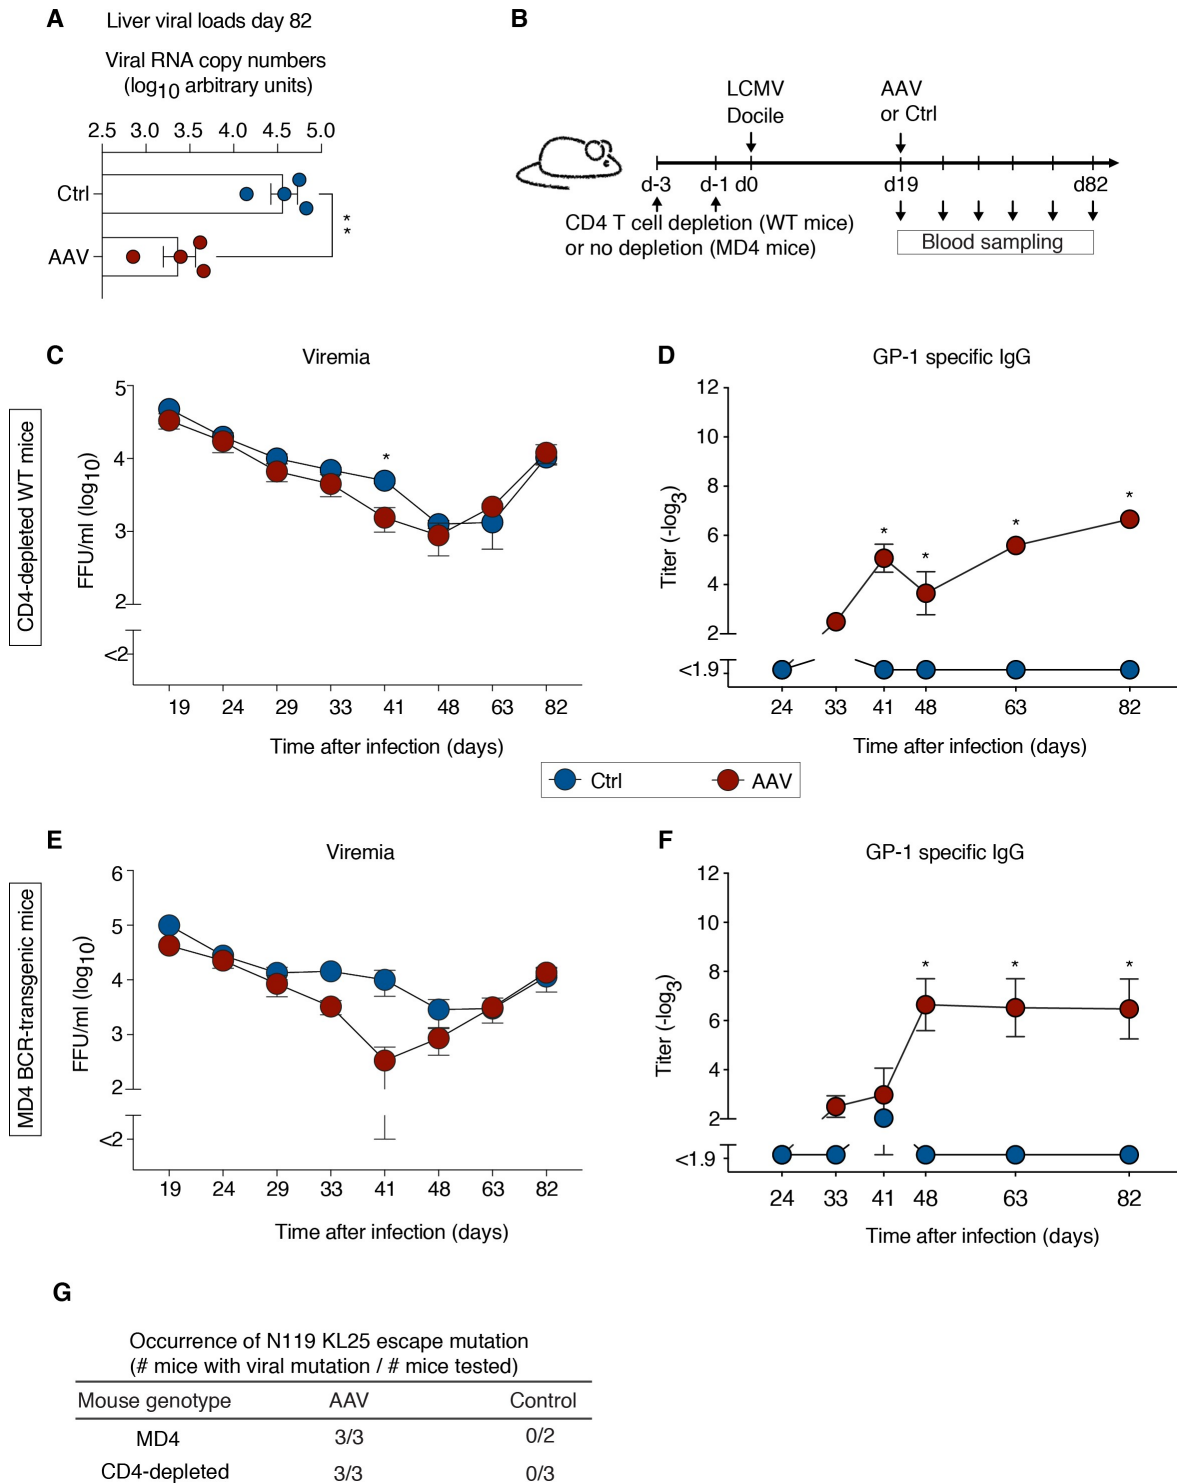 A
Liver viral loads day 82
Viral RNA copy numbers
(log10 arbitrary units)
2.5 3.0 3.5 4.0 4.5 5.0
Ctrl
AAV
*
*
B
LCMV
Docile
AAV
or Ctrl
d-3 d-1 d0 d19 d82
CD4 T cell depletion (WT mice)
or no depletion (MD4 mice)
Blood sampling
CD4-depleted WT mice
C
Viremia
FFU/ml (log10)
5
4
3
2
<2
*
19 24 29 33 41 48 63 82
Time after infection (days)
D
GP-1 specific IgG
Titer (-log3)
12
10
8
6
4
2
<1.9
* * * *
24 33 41 48 63 82
Time after infection (days)
Ctrl AAV
MD4 BCR-transgenic mice
E
Viremia
FFU/ml (log10)
6
5
4
3
2
<2
19 24 29 33 41 48 63 82
Time after infection (days)
F
GP-1 specific IgG
Titer (-log3)
12
10
8
6
4
2
<1.9
* * *
24 33 41 48 63 82
Time after infection (days)
G
Occurrence of N119 KL25 escape mutation
(# mice with viral mutation / # mice tested)
Mouse genotype AAV Control
MD4 3/3 0/2
CD4-depleted 3/3 0/3